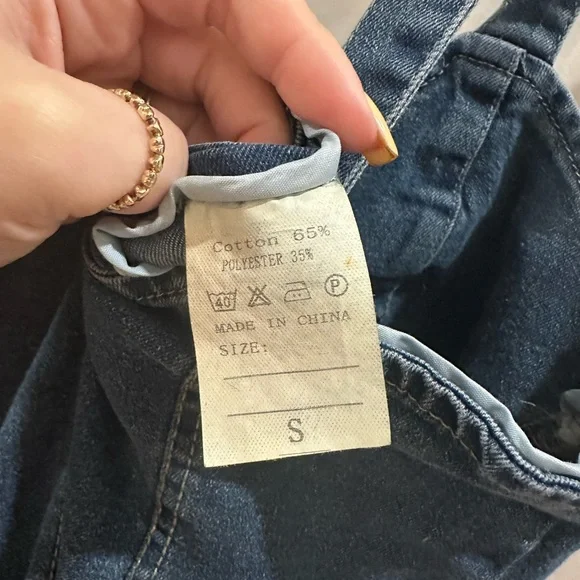 Cotton 65%
POLYESTER 35%
40 P
MADE IN CHINA
SIZE:
S